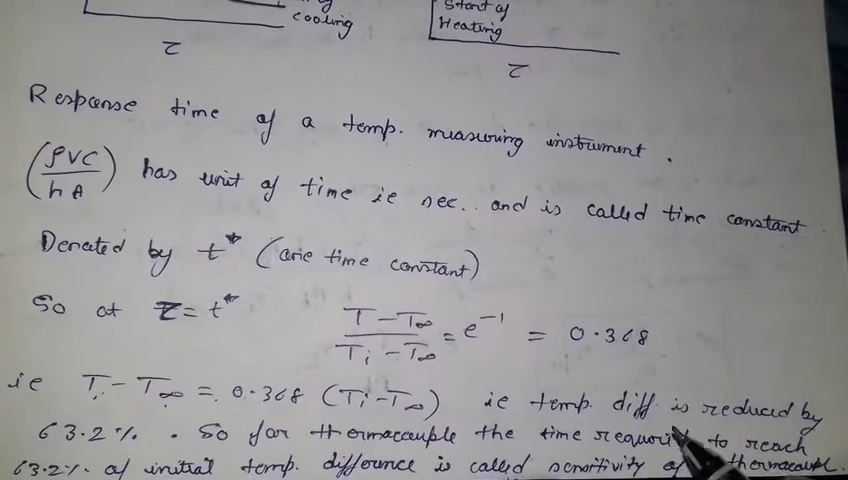 cooling
Start of
Heating
τ
τ
Response time of a temp. measuring instrument.
(ρVC / hA) has unit of time ie sec.. and is called time constant
Denoted by t* (one time constant)
So at τ = t* (T - T∞) / (Ti - T∞) = e^-1 = 0.368
ie T - T∞ = 0.368 (Ti - T∞) ie temp. diff. is reduced by
63.2%. So for thermocouple the time to reach
63.2% of initial temp. difference is called sensitivity of thermocouple.